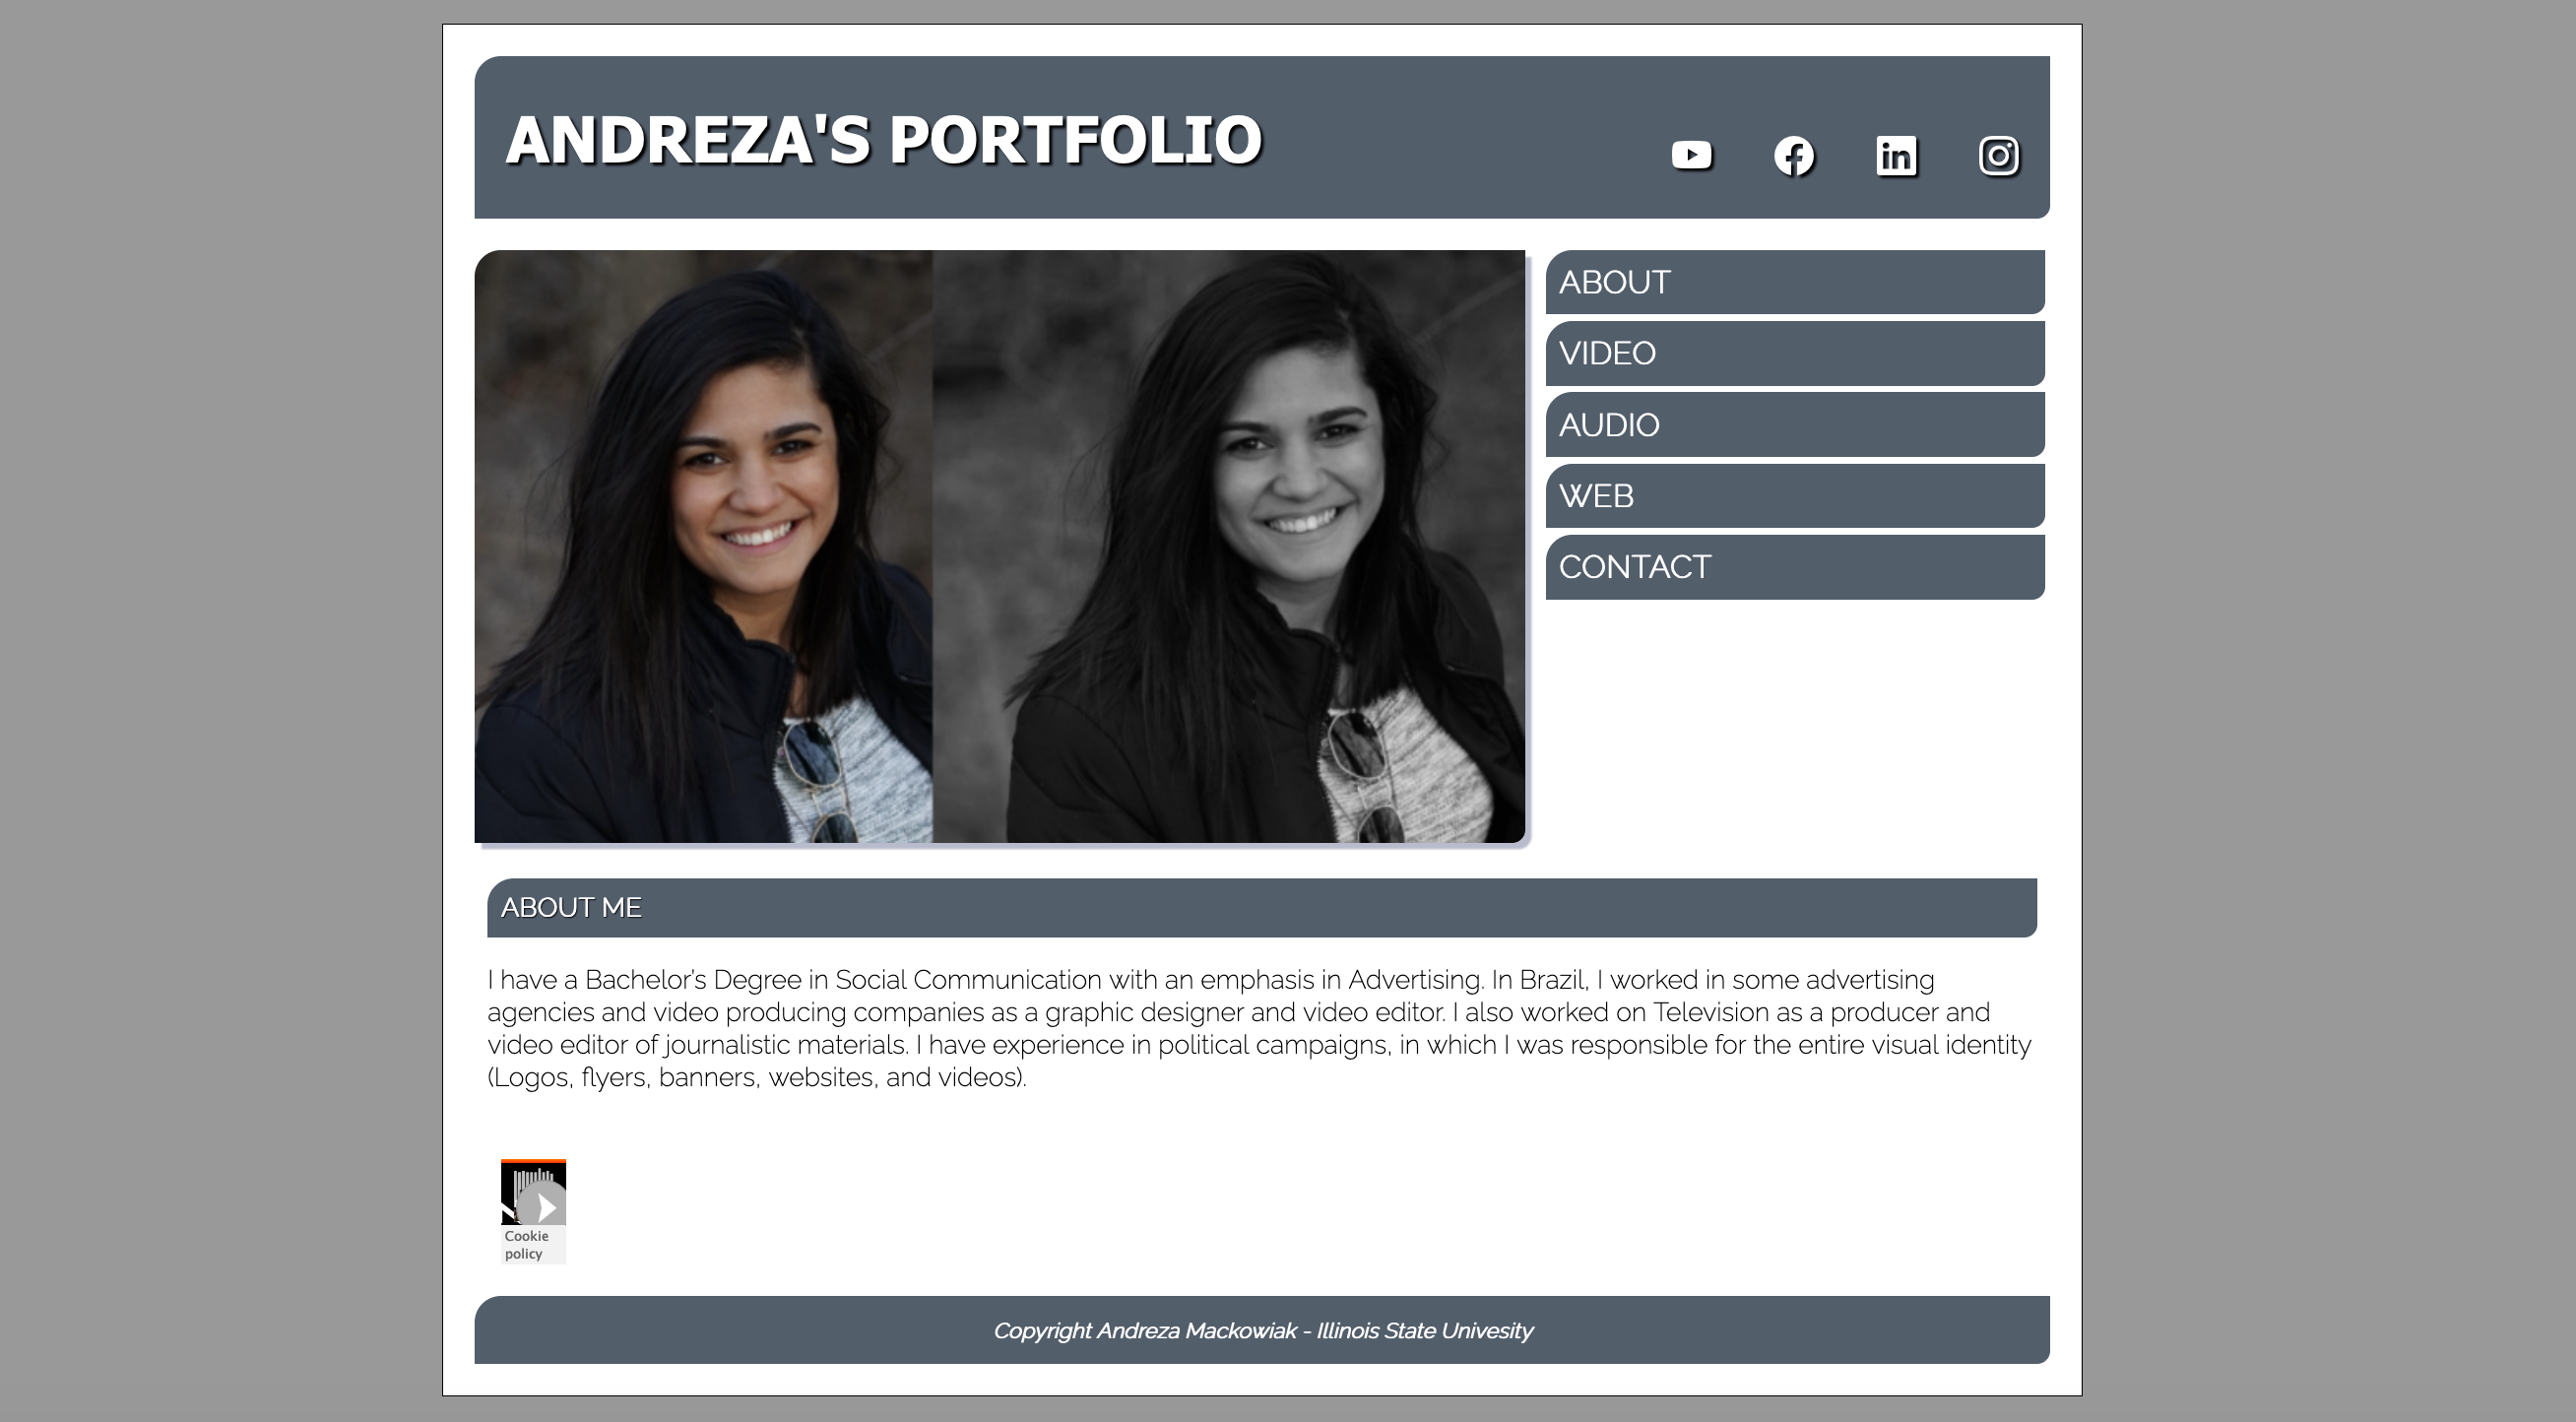 ANDREZA'S PORTFOLIO
ABOUT
VIDEO
AUDIO
WEB
CONTACT
ABOUT ME
I have a Bachelor's Degree in Social Communication with an emphasis in Advertising. In Brazil, I worked in some advertising
agencies and video producing companies as a graphic designer and video editor. I also worked on Television as a producer and
video editor of journalistic materials. I have experience in political campaigns, in which I was responsible for the entire visual identity
(Logos, flyers, banners, websites, and videos).
Cookie
policy
Copyright Andreza Mackowiak - Illinois State Univesity